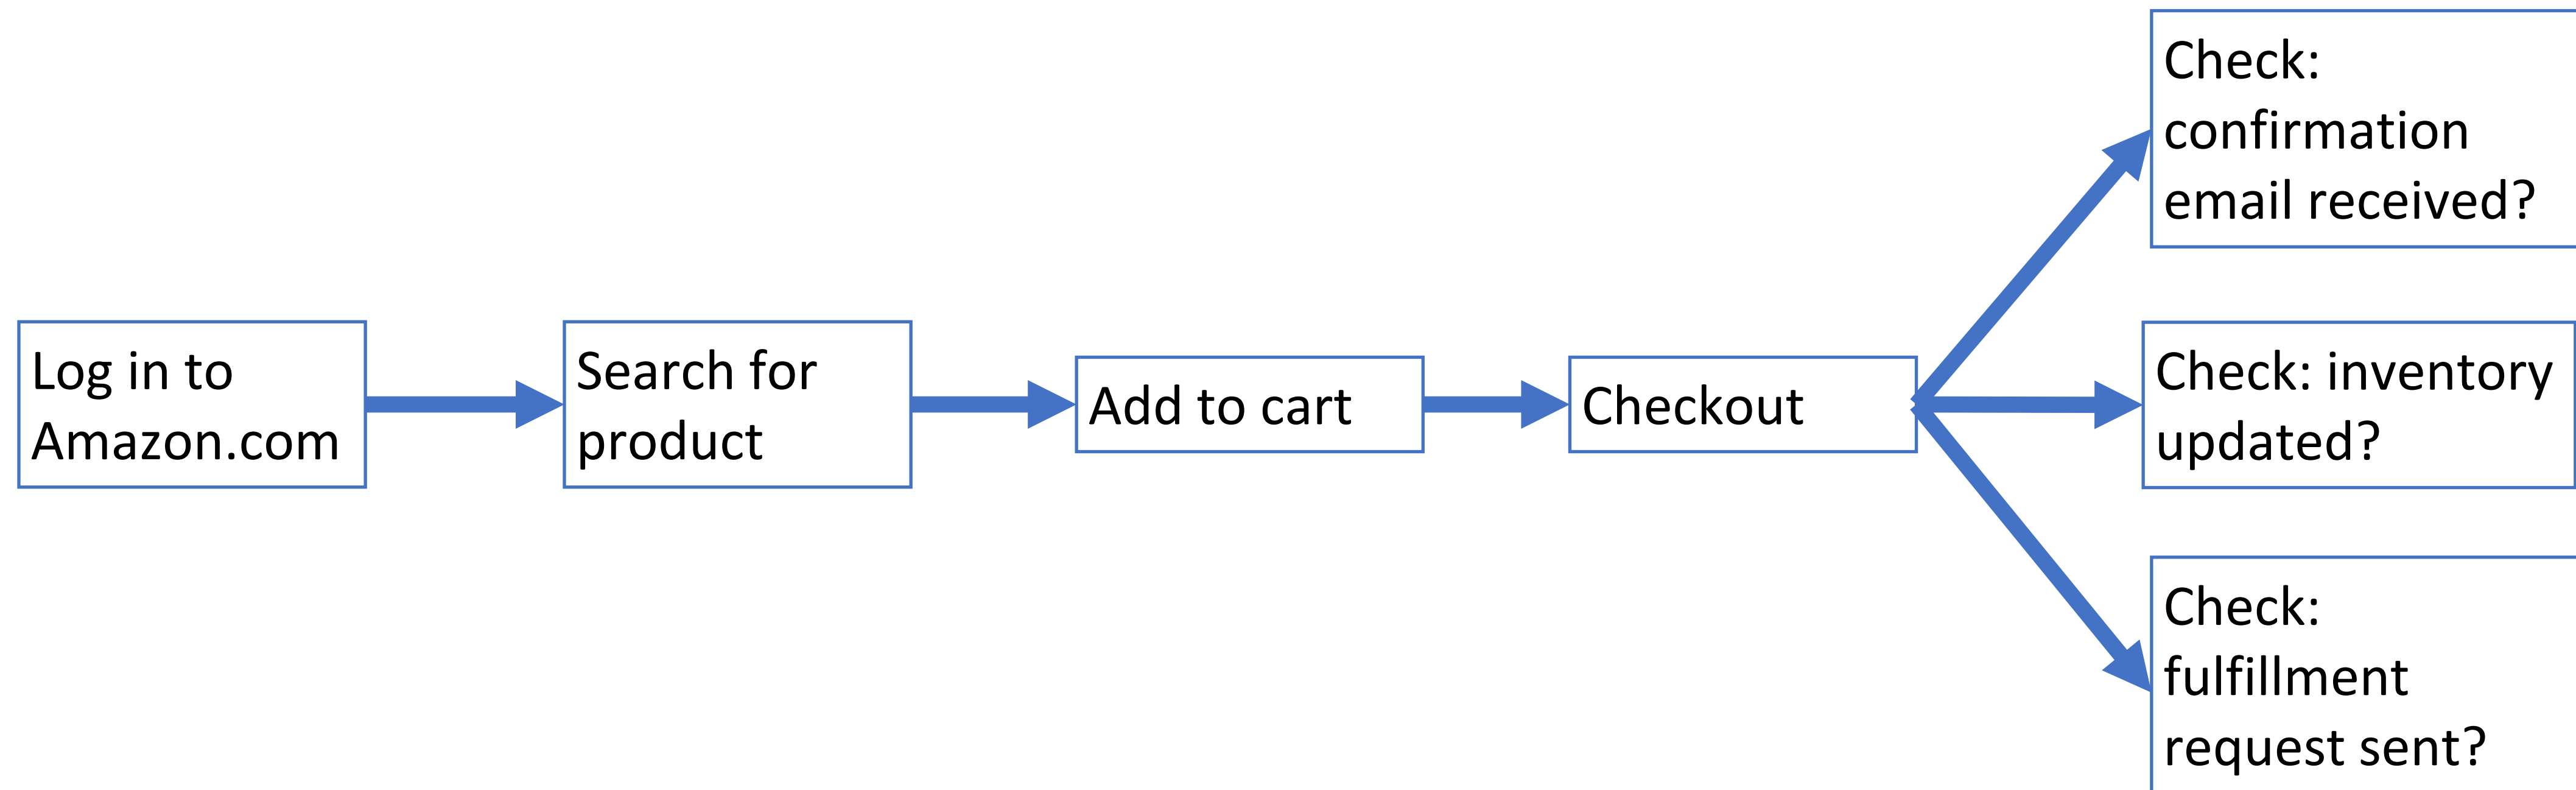 Log in to
Amazon.com
Search for
product
Add to cart
Checkout
Check:
confirmation
email received?
Check: inventory
updated?
Check:
fulfillment
request sent?